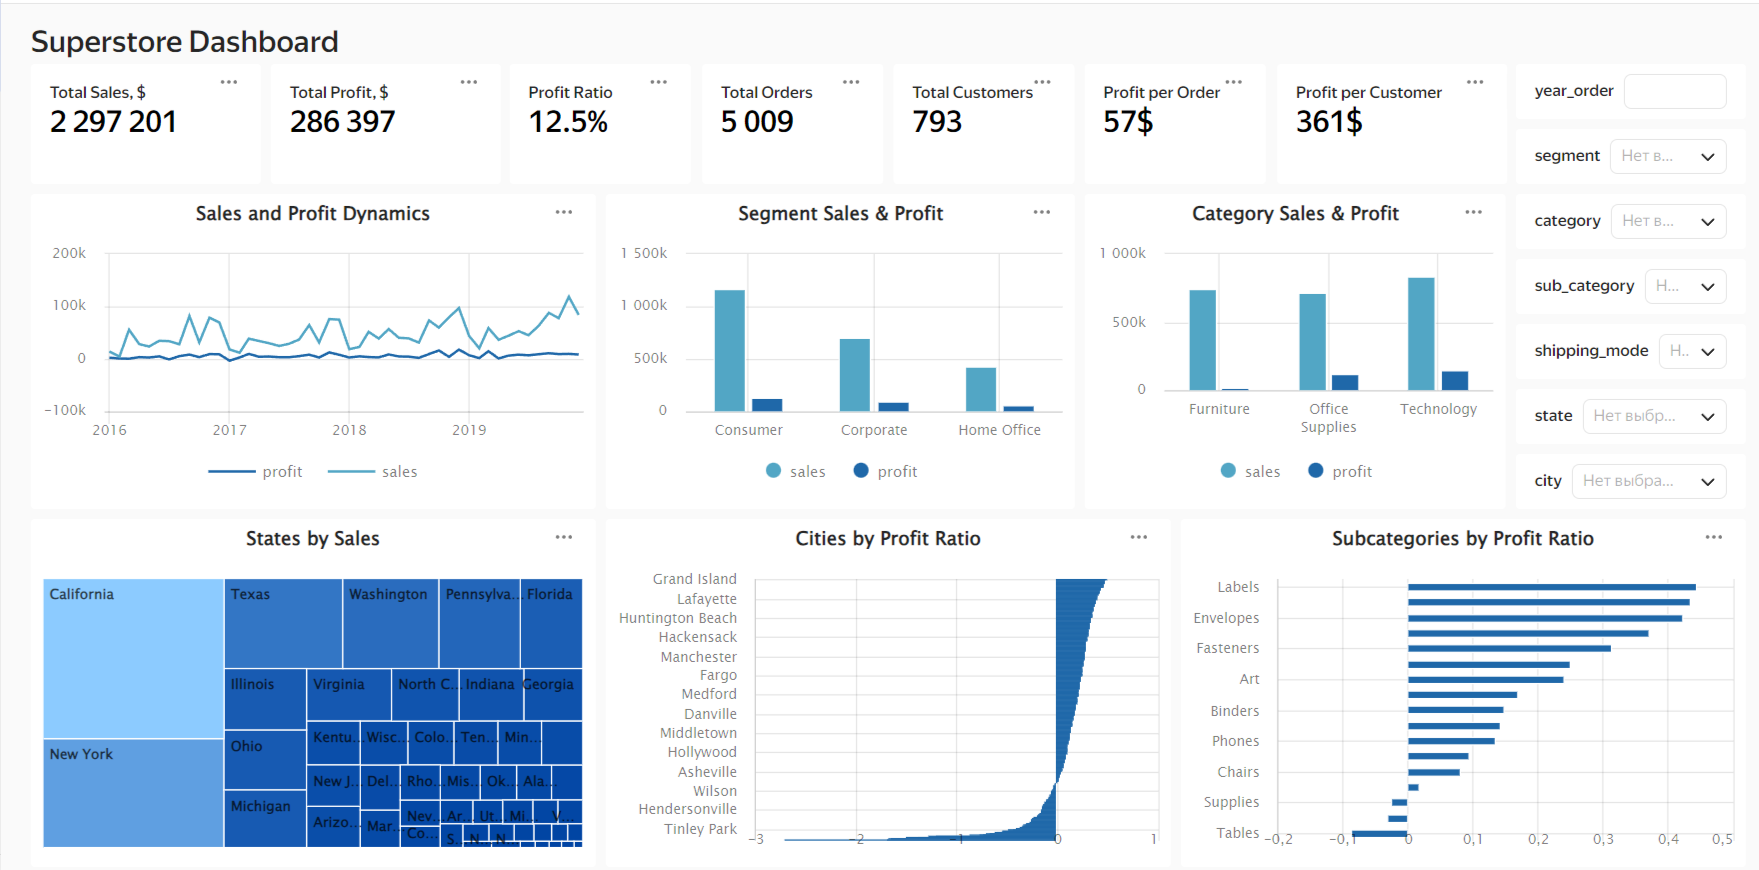 Superstore Dashboard
Total Sales, $
2 297 201
Total Profit, $
286 397
Profit Ratio
12.5%
Total Orders
5 009
Total Customers
793
Profit per Order
57$
Profit per Customer
361$
year_order
segment Нет в...
category Нет в...
sub_category Н...
shipping_mode Н..
state Нет выбр...
city Нет выбра...
Sales and Profit Dynamics
200k
100k
0
−100k
2016 2017 2018 2019
profit sales
Segment Sales & Profit
1 500k
1 000k
500k
0
Consumer Corporate Home Office
sales profit
Category Sales & Profit
1 000k
500k
0
Furniture Office Supplies Technology
sales profit
States by Sales
California Texas Washington Pennsylva... Florida
Illinois Virginia North C... Indiana Georgia
New York Ohio Kentu... Wisc... Colo... Ten... Min...
New J... Del... Rho... Mis... Ok... Ala...
Michigan Arizo... Mar... Nev... Ar... Ut... Mi... V...
Co... S... N... N...
Cities by Profit Ratio
Grand Island
Lafayette
Huntington Beach
Hackensack
Manchester
Fargo
Medford
Danville
Middletown
Hollywood
Asheville
Wilson
Hendersonville
Tinley Park
−3 −2 −1 0 1
Subcategories by Profit Ratio
Labels
Envelopes
Fasteners
Art
Binders
Phones
Chairs
Supplies
Tables
−0,2 −0,1 0 0,1 0,2 0,3 0,4 0,5